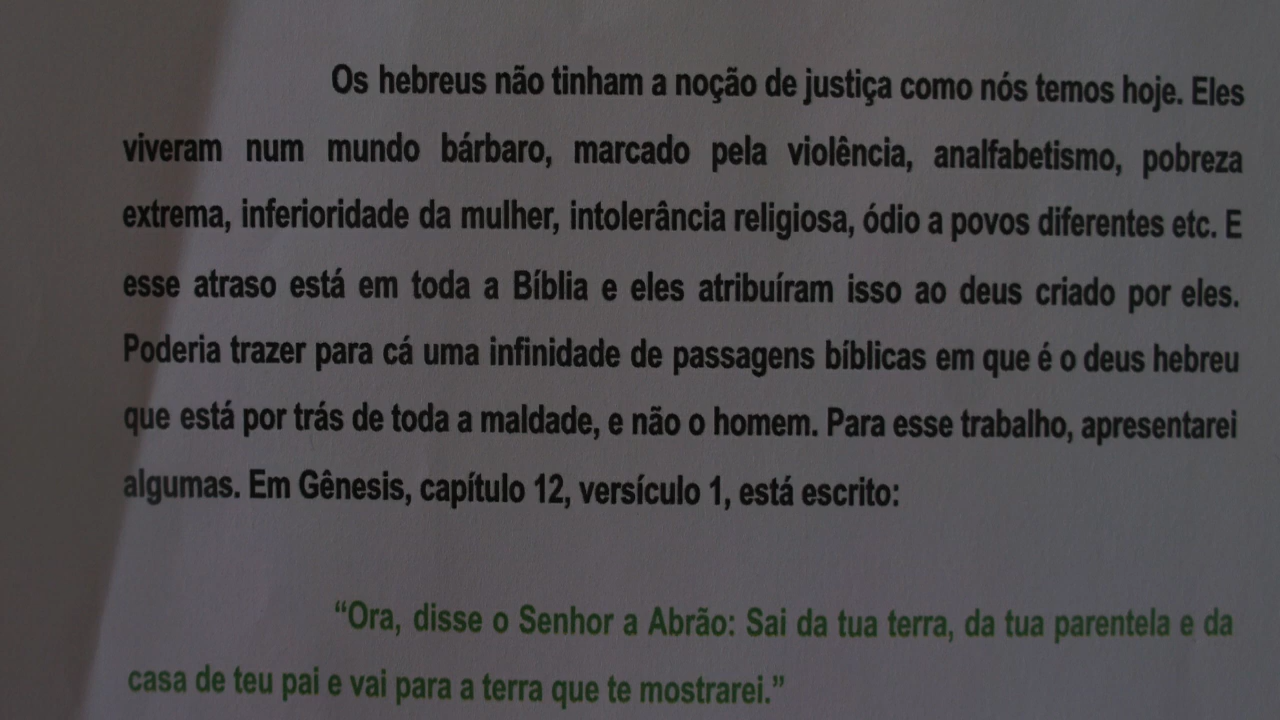 Os hebreus não tinham a noção de justiça como nós temos hoje. Eles
viveram num mundo bárbaro, marcado pela violência, analfabetismo, pobreza
extrema, inferioridade da mulher, intolerância religiosa, ódio a povos diferentes etc. E
esse atraso está em toda a Bíblia e eles atribuíram isso ao deus criado por eles.
Poderia trazer para cá uma infinidade de passagens bíblicas em que é o deus hebreu
que está por trás de toda a maldade, e não o homem. Para esse trabalho, apresentarei
algumas. Em Gênesis, capítulo 12, versículo 1, está escrito:
“Ora, disse o Senhor a Abrão: Sai da tua terra, da tua parentela e da
casa de teu pai e vai para a terra que te mostrarei.”